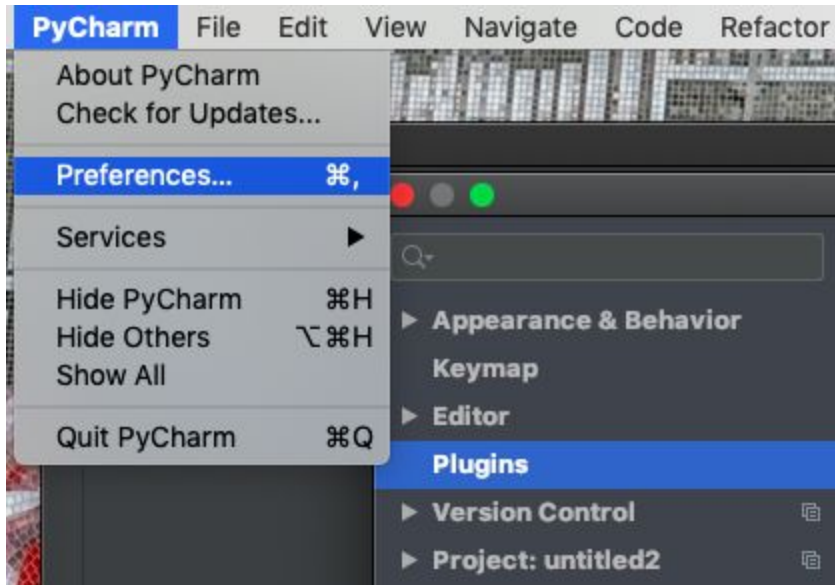 PyCharm File Edit View Navigate Code Refactor
About PyCharm
Check for Updates...
Preferences... ⌘,
Services ▶
Hide PyCharm ⌘H
Hide Others ⌥⌘H
Show All
Quit PyCharm ⌘Q
Appearance & Behavior
Keymap
Editor
Plugins
Version Control
Project: untitled2